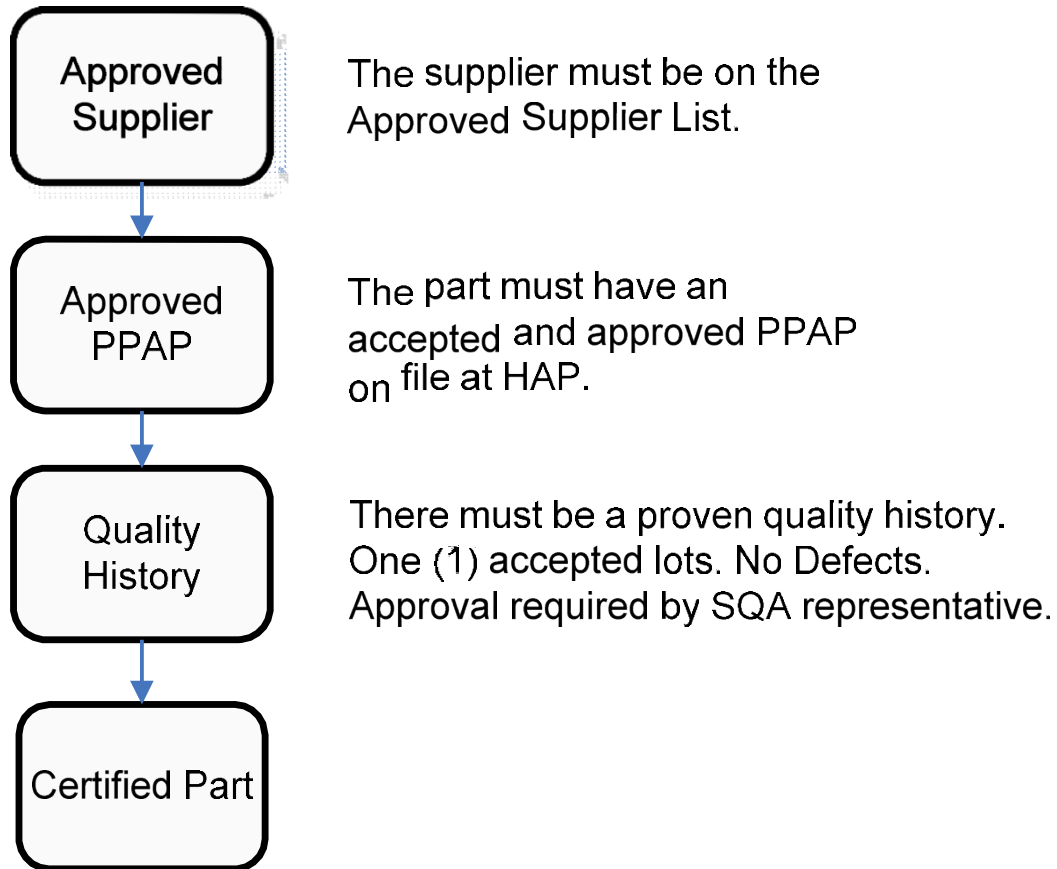 Approved
Supplier
The supplier must be on the
Approved Supplier List.
Approved
PPAP
The part must have an
accepted and approved PPAP
on file at HAP.
Quality
History
There must be a proven quality history.
One (1) accepted lots. No Defects.
Approval required by SQA representative.
Certified Part